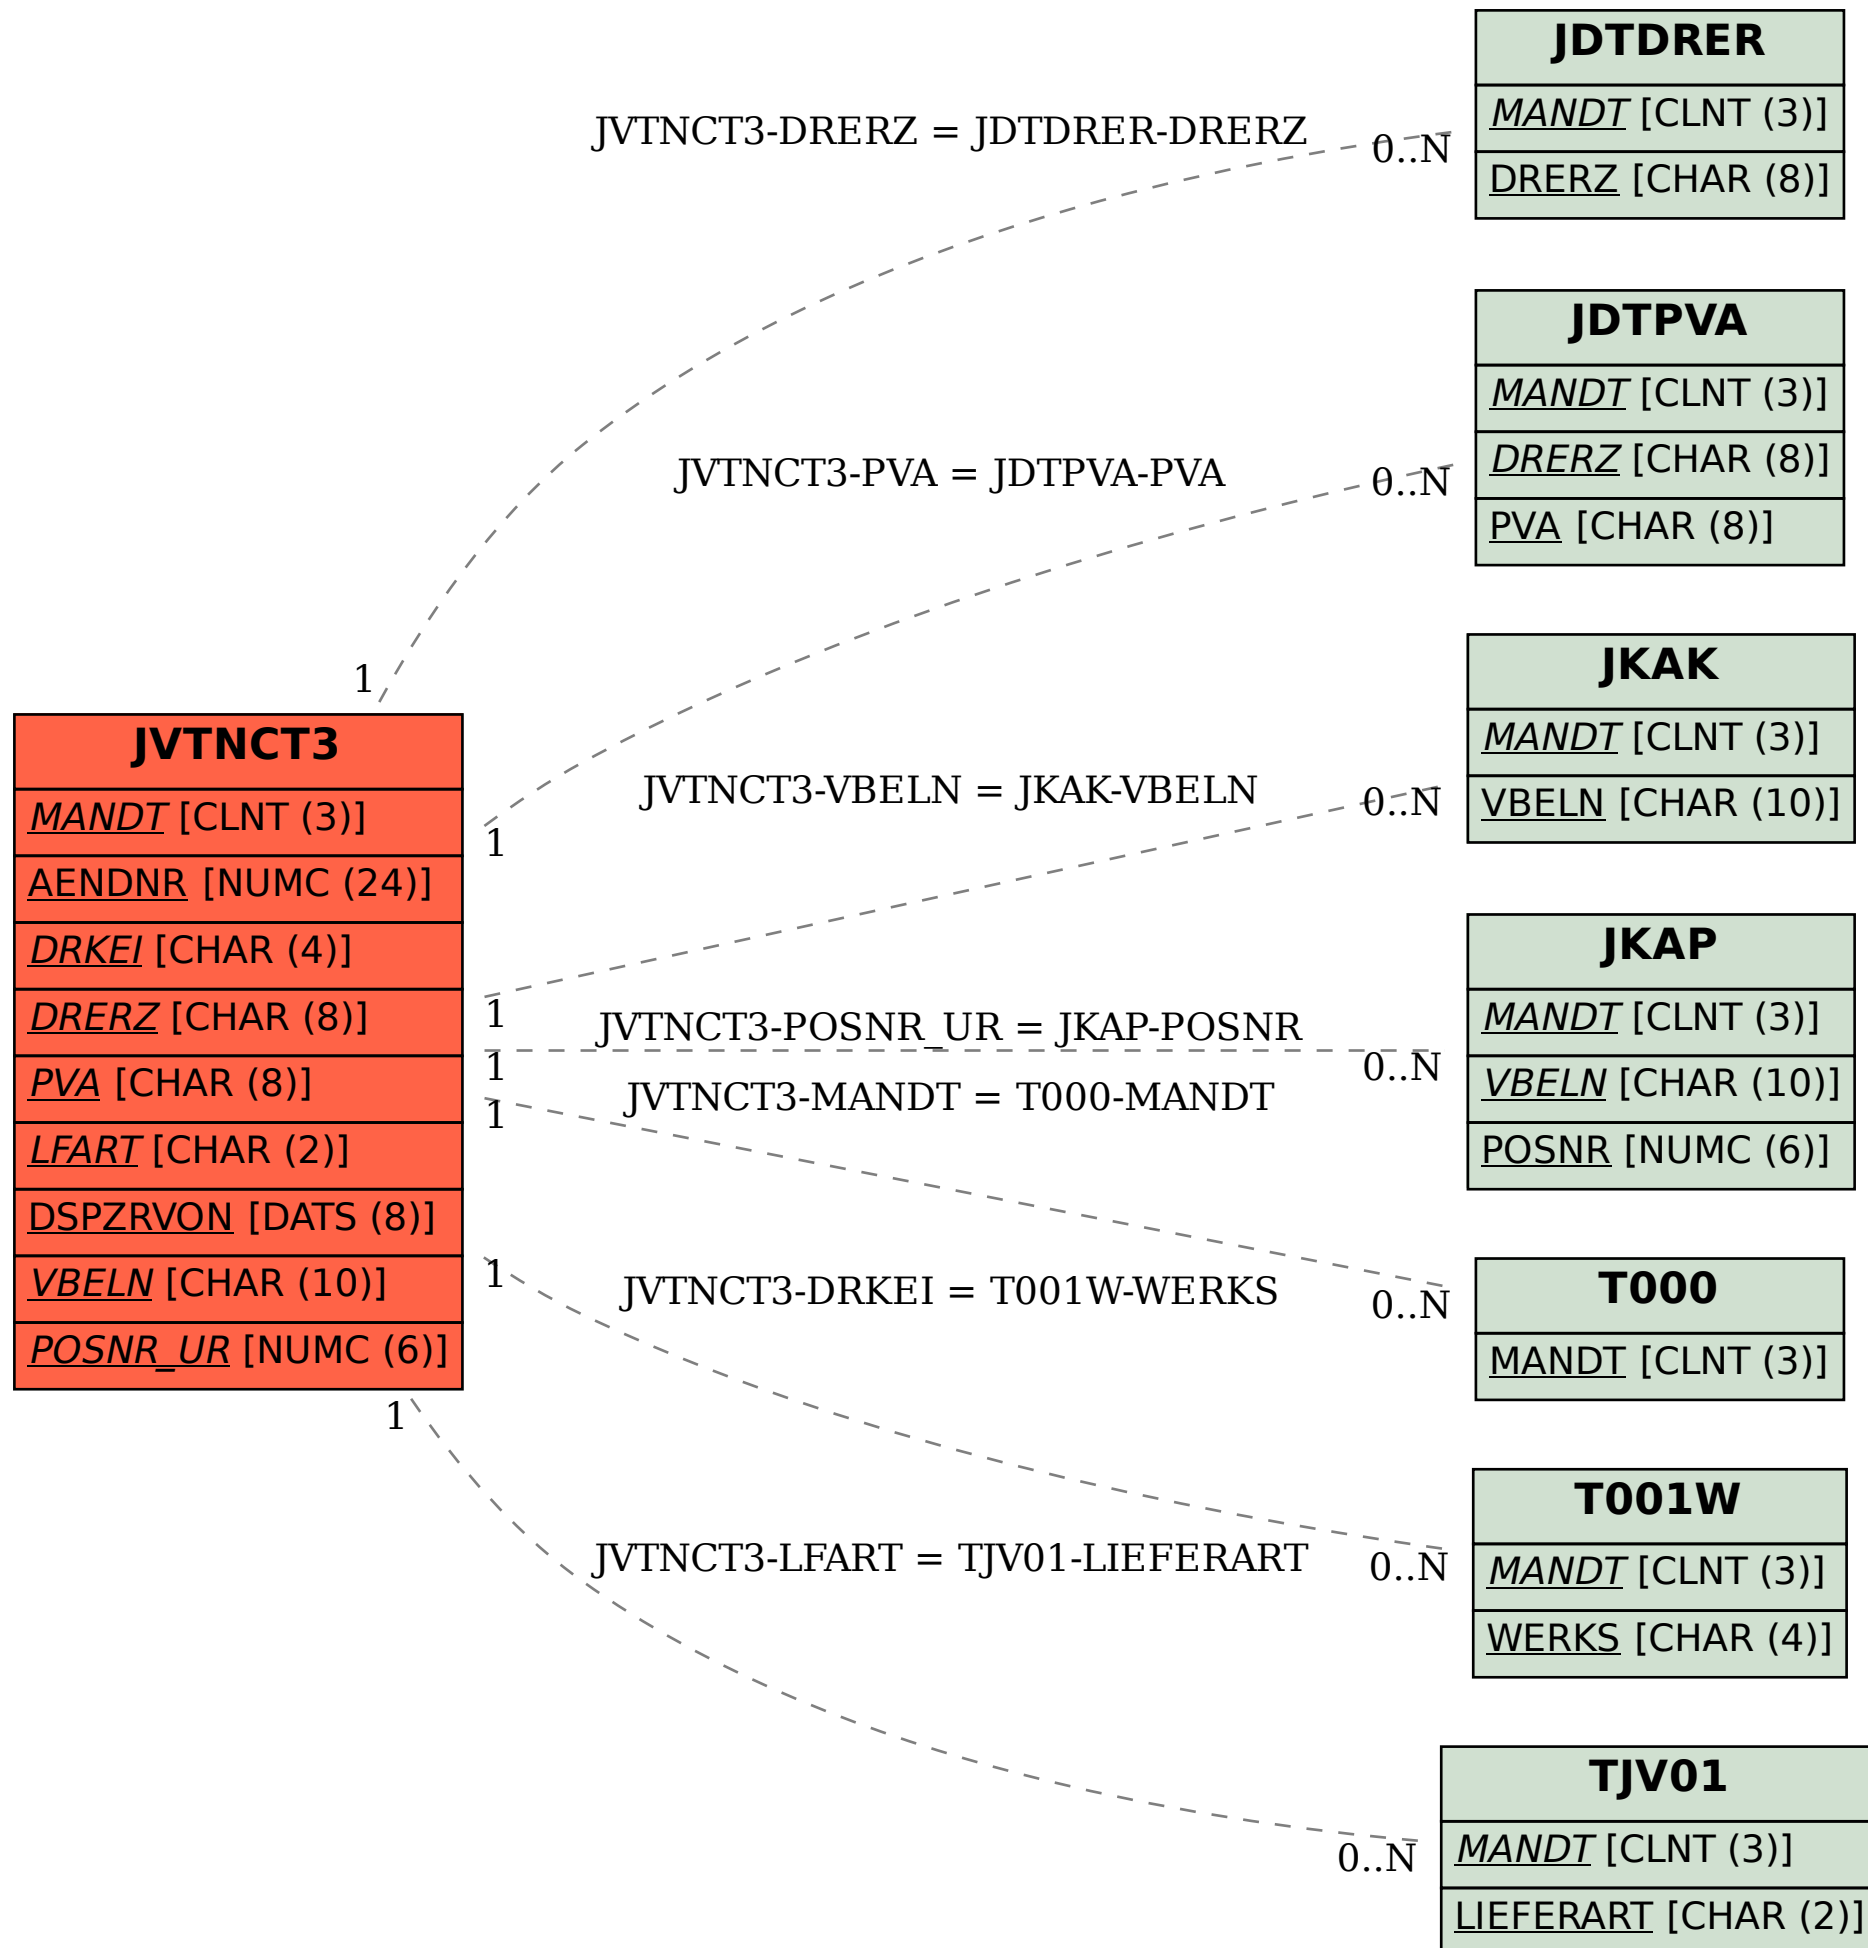 JDTDRER
MANDT [CLNT (3)]
DRERZ [CHAR (8)]
JVTNCT3-DRERZ = JDTDRER-DRERZ
0..N
1
JDTPVA
MANDT [CLNT (3)]
DRERZ [CHAR (8)]
PVA [CHAR (8)]
JVTNCT3-PVA = JDTPVA-PVA
0..N
1
JKAK
MANDT [CLNT (3)]
VBELN [CHAR (10)]
JVTNCT3-VBELN = JKAK-VBELN
0..N
1
JVTNCT3
MANDT [CLNT (3)]
AENDNR [NUMC (24)]
DRKEI [CHAR (4)]
DRERZ [CHAR (8)]
PVA [CHAR (8)]
LFART [CHAR (2)]
DSPZRVON [DATS (8)]
VBELN [CHAR (10)]
POSNR_UR [NUMC (6)]
JKAP
MANDT [CLNT (3)]
VBELN [CHAR (10)]
POSNR [NUMC (6)]
JVTNCT3-POSNR_UR = JKAP-POSNR
0..N
1
JVTNCT3-MANDT = T000-MANDT
0..N
1
T000
MANDT [CLNT (3)]
JVTNCT3-DRKEI = T001W-WERKS
0..N
1
T001W
MANDT [CLNT (3)]
WERKS [CHAR (4)]
JVTNCT3-LFART = TJV01-LIEFERART
0..N
1
TJV01
MANDT [CLNT (3)]
LIEFERART [CHAR (2)]